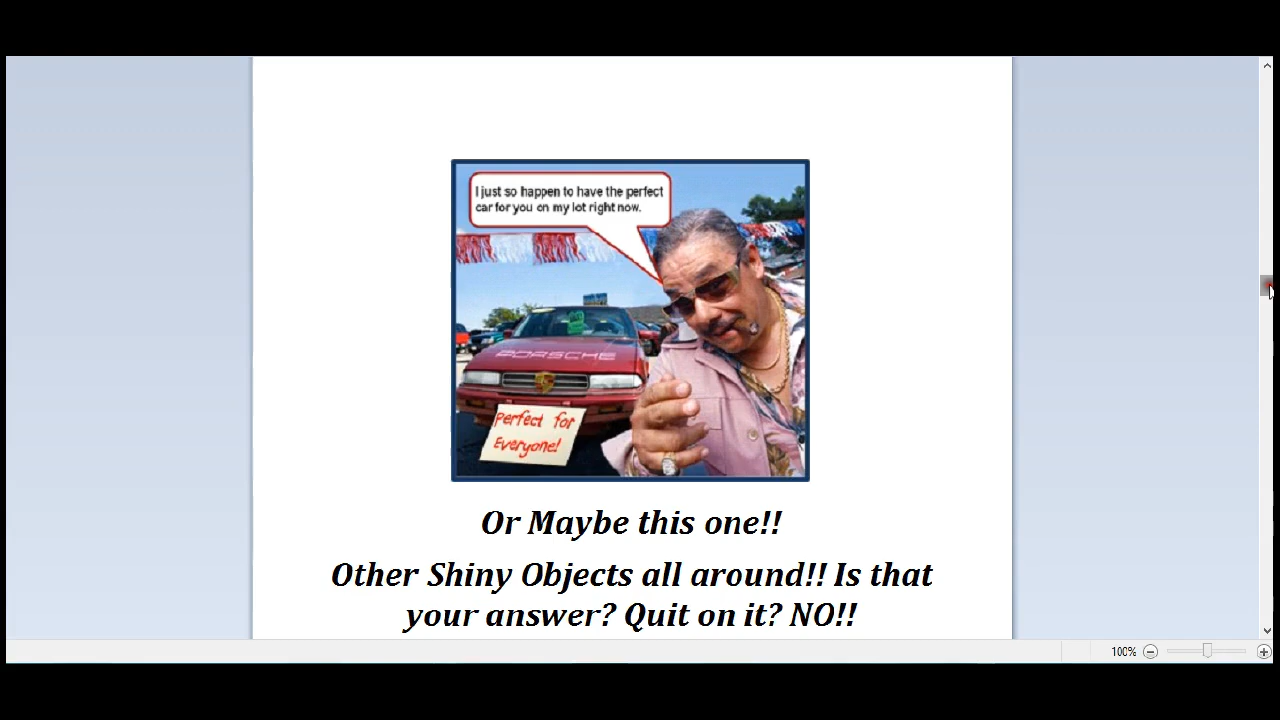 I just so happen to have the perfect
car for you on my lot right now.
PORSCHE
Perfect for
Everyone!
Or Maybe this one!!
Other Shiny Objects all around!! Is that
your answer? Quit on it? NO!!
100%